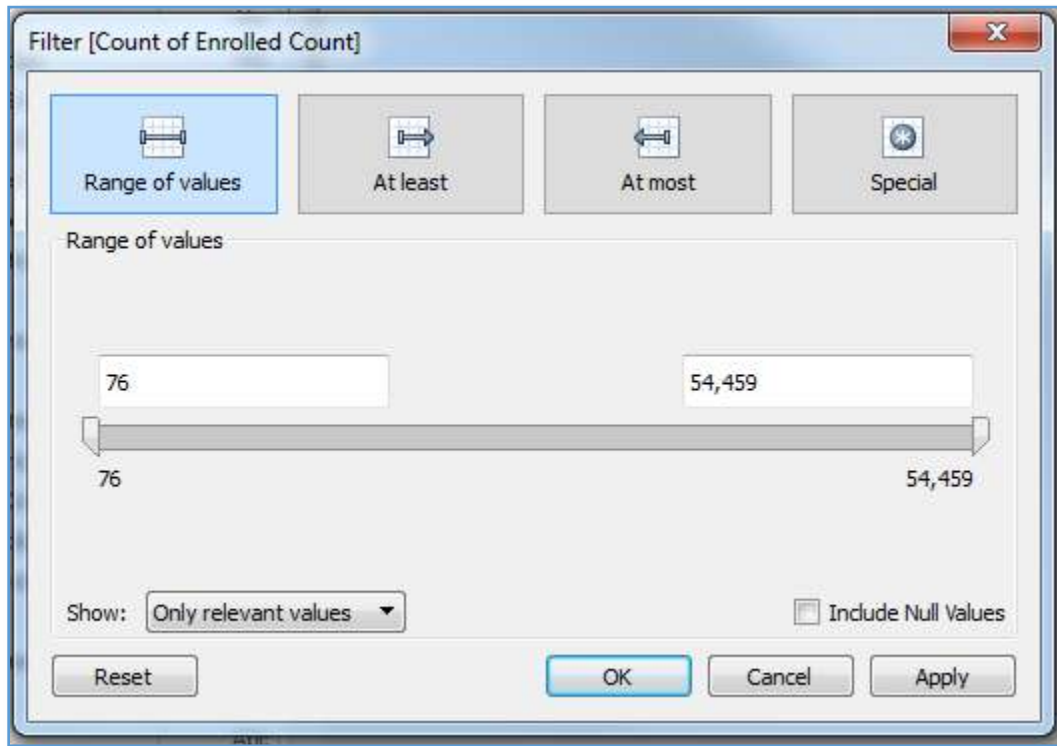 Filter [Count of Enrolled Count]
Range of values At least At most Special
Range of values
76 54,459
76 54,459
Show: Only relevant values Include Null Values
Reset OK Cancel Apply